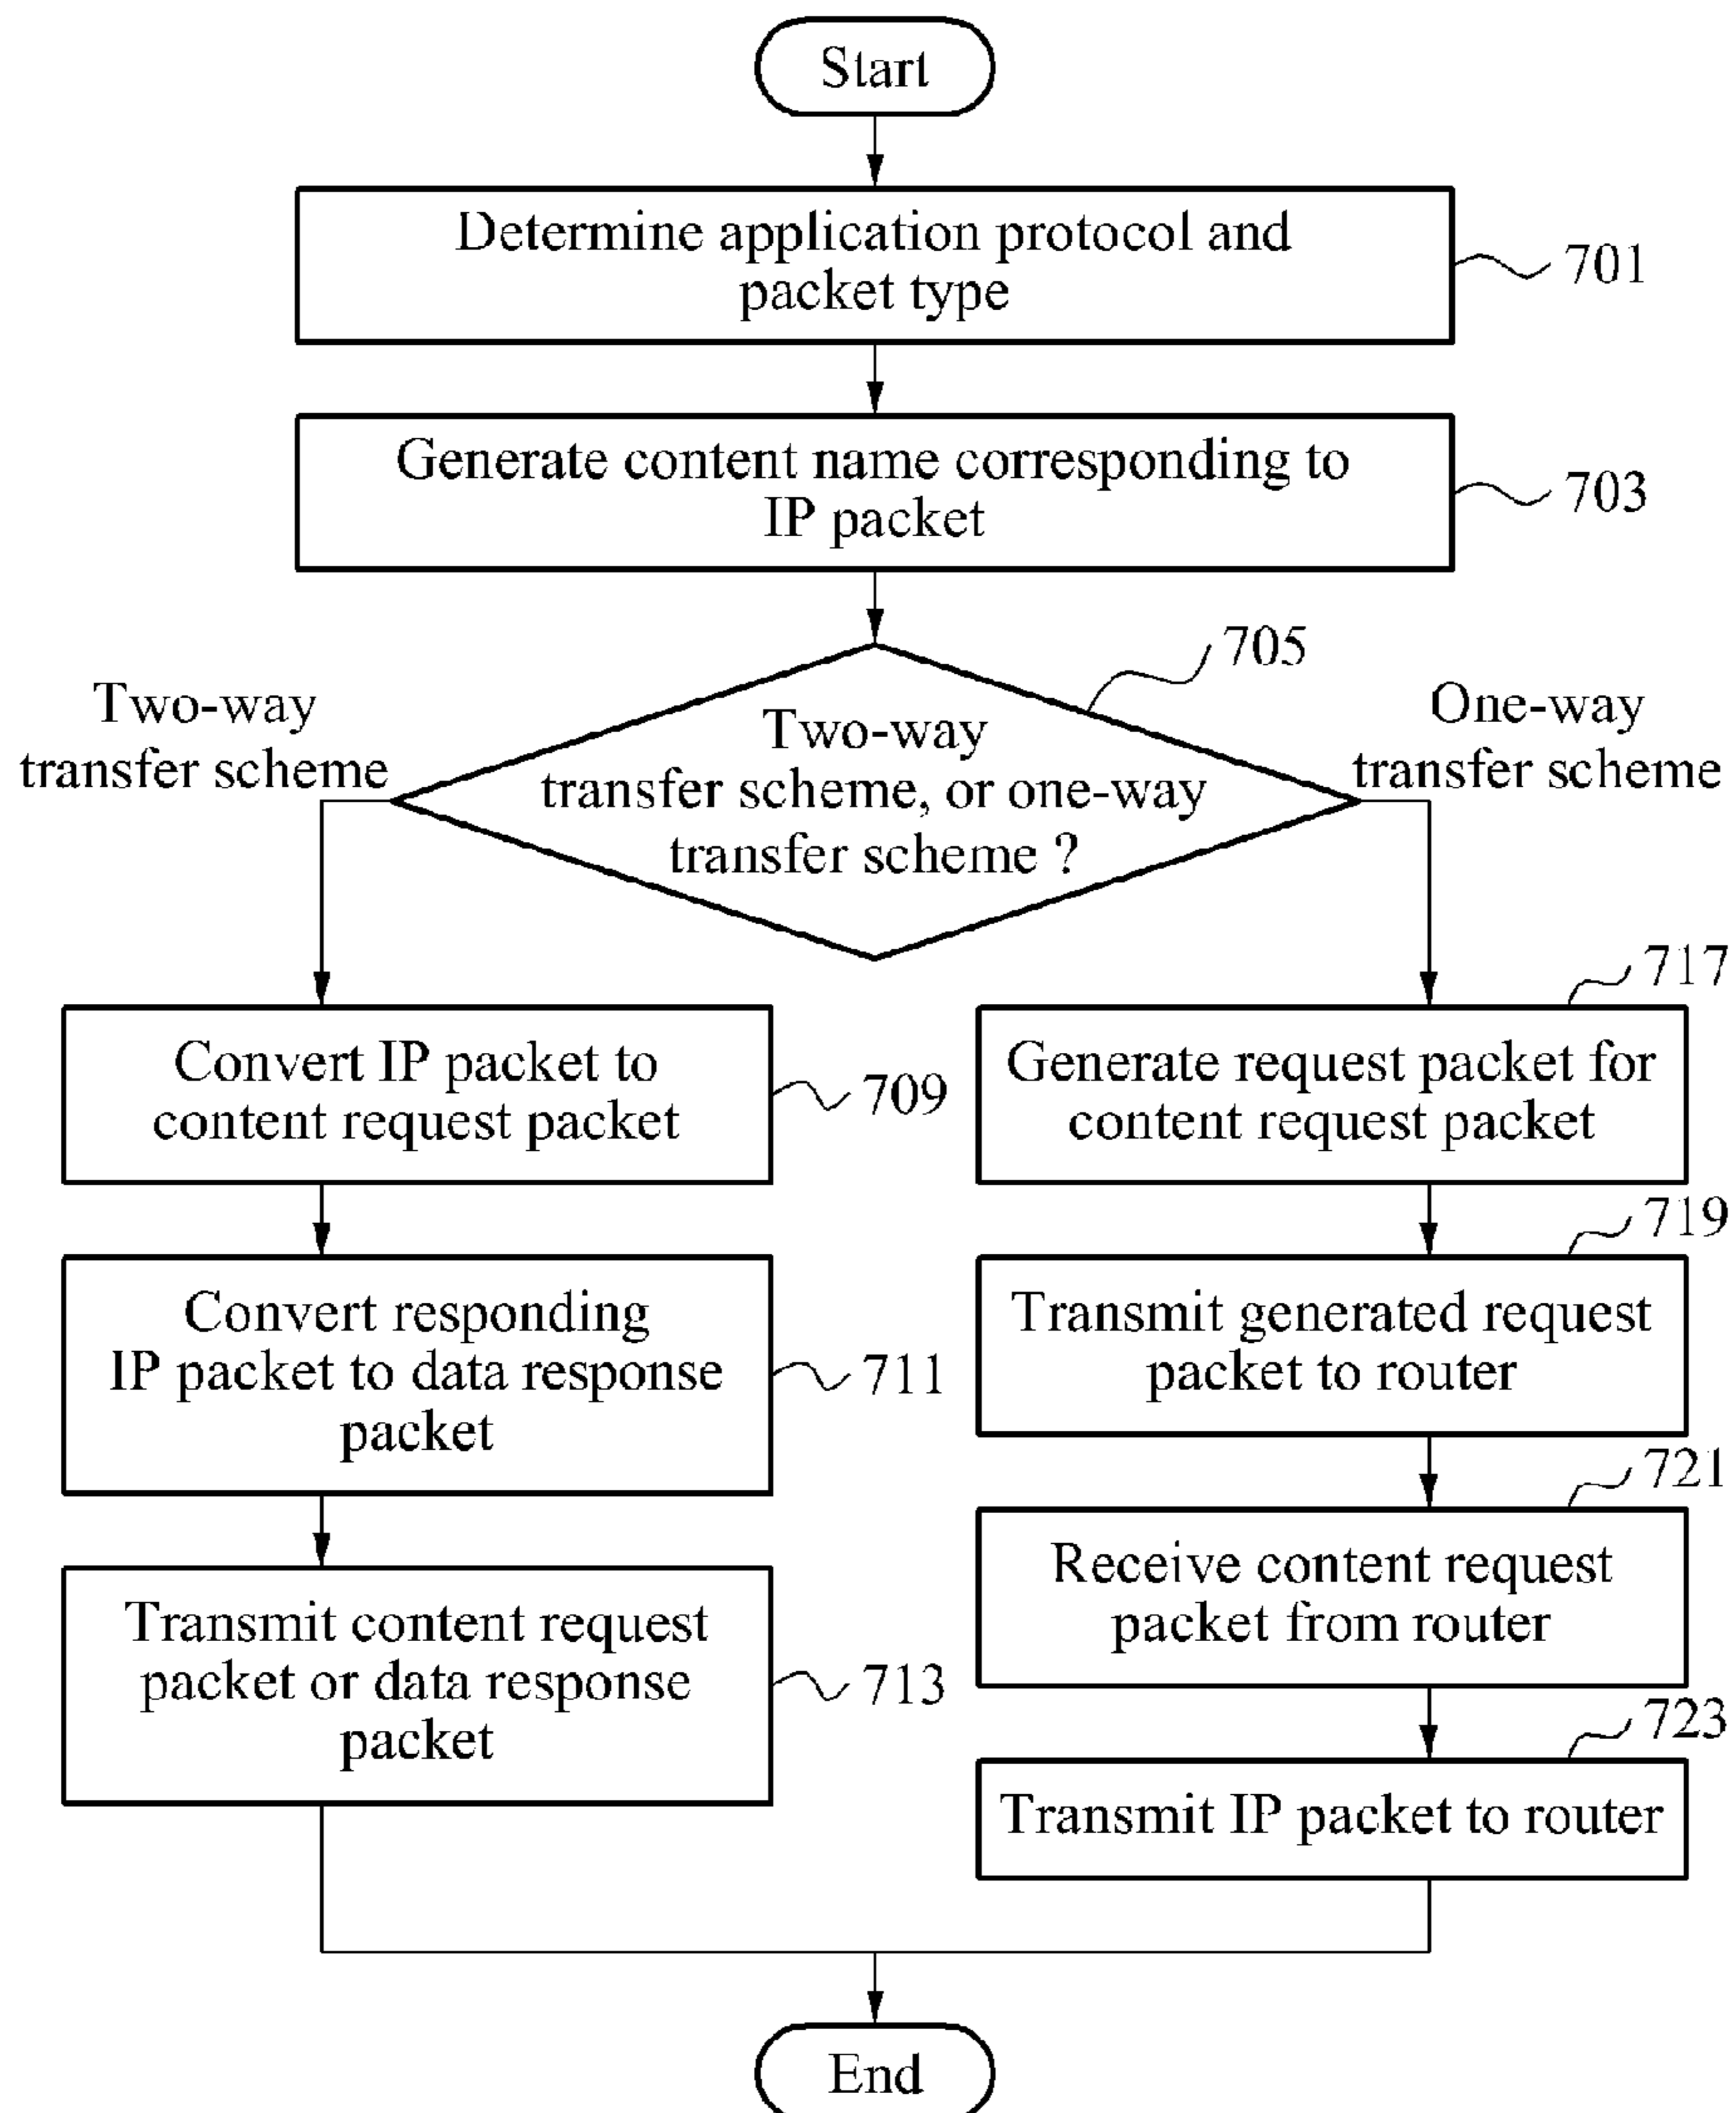 Start
Determine application protocol and
packet type
701
Generate content name corresponding to
IP packet
703
705
Two-way
transfer scheme
Two-way
transfer scheme, or one-way
transfer scheme ?
One-way
transfer scheme
Convert IP packet to
content request packet
709
Convert responding
IP packet to data response
packet
711
Transmit content request
packet or data response
packet
713
717
Generate request packet for
content request packet
719
Transmit generated request
packet to router
721
Receive content request
packet from router
723
Transmit IP packet to router
End